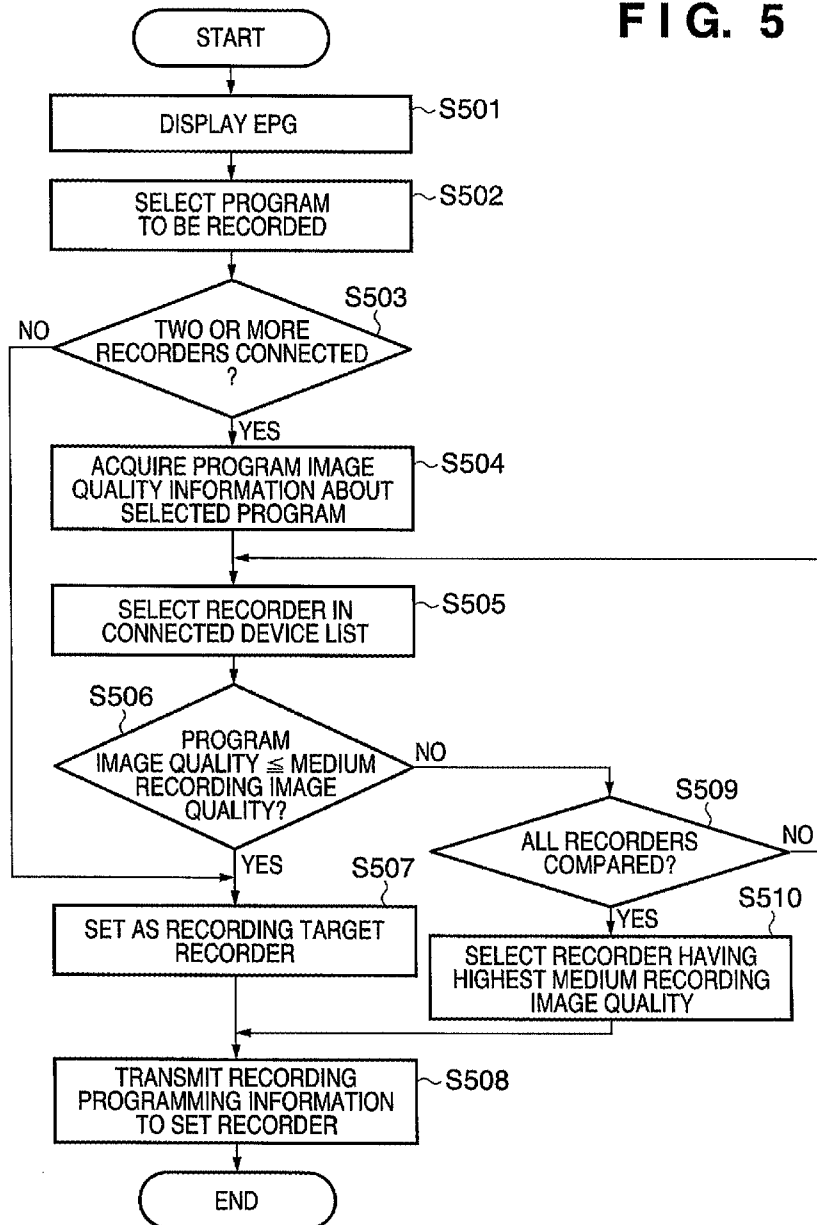 FIG. 5
START
DISPLAY EPG
S501
SELECT PROGRAM
TO BE RECORDED
S502
S503
TWO OR MORE
RECORDERS CONNECTED
?
NO
YES
ACQUIRE PROGRAM IMAGE
QUALITY INFORMATION ABOUT
SELECTED PROGRAM
S504
SELECT RECORDER IN
CONNECTED DEVICE LIST
S505
S506
PROGRAM
IMAGE QUALITY ≦ MEDIUM
RECORDING IMAGE
QUALITY?
NO
YES
S509
ALL RECORDERS
COMPARED?
NO
YES
S507
SET AS RECORDING TARGET
RECORDER
S510
SELECT RECORDER HAVING
HIGHEST MEDIUM RECORDING
IMAGE QUALITY
TRANSMIT RECORDING
PROGRAMMING INFORMATION
TO SET RECORDER
S508
END